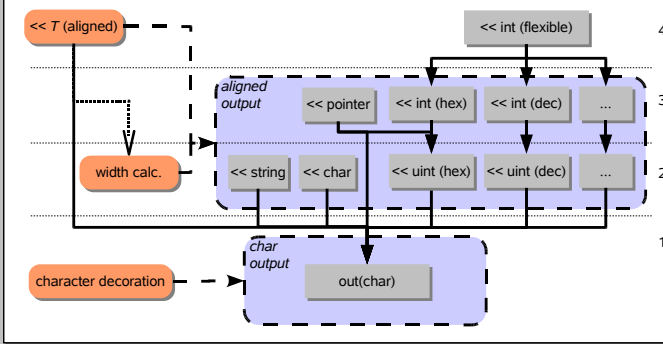 << T (aligned)
<< int (flexible)
4
aligned
output
<< pointer
<< int (hex)
<< int (dec)
...
3
width calc.
<< string
<< char
<< uint (hex)
<< uint (dec)
...
2
char
output
1
character decoration
out(char)